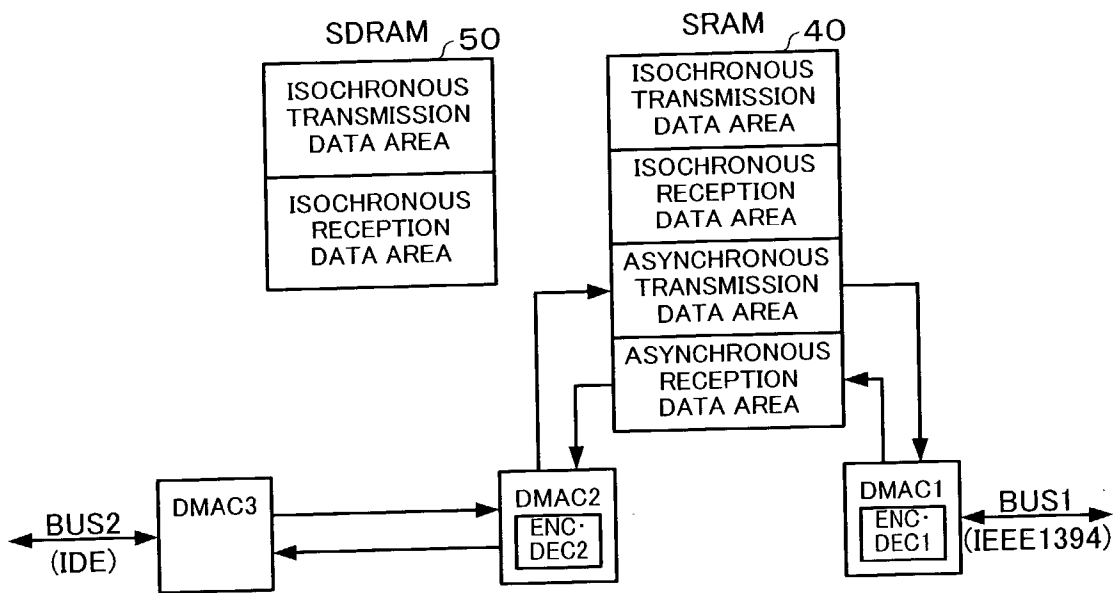 SDRAM
50
ISOCHRONOUS
TRANSMISSION
DATA AREA
ISOCHRONOUS
RECEPTION
DATA AREA
SRAM
40
ISOCHRONOUS
TRANSMISSION
DATA AREA
ISOCHRONOUS
RECEPTION
DATA AREA
ASYNCHRONOUS
TRANSMISSION
DATA AREA
ASYNCHRONOUS
RECEPTION
DATA AREA
BUS2
(IDE)
DMAC3
DMAC2
ENC·
DEC2
DMAC1
ENC·
DEC1
BUS1
(IEEE1394)